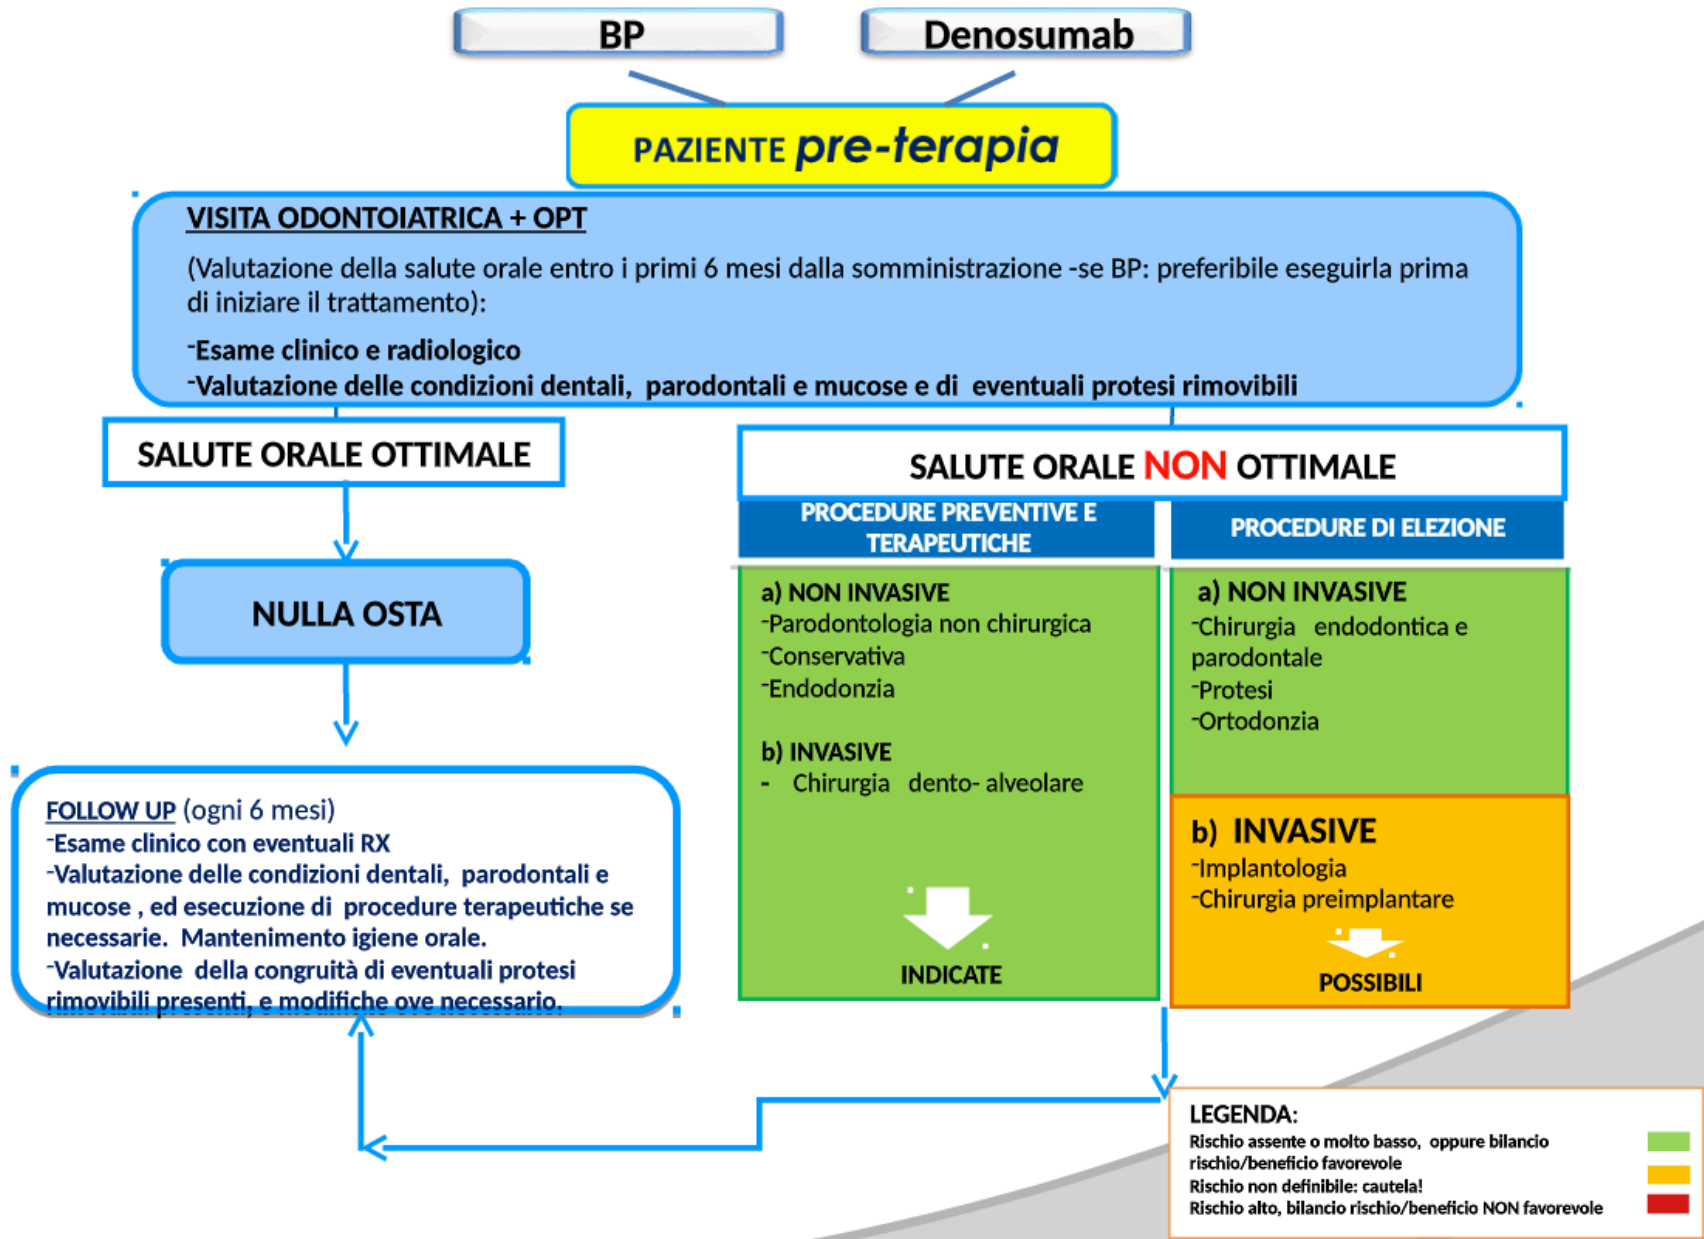 BP
Denosumab
PAZIENTE pre-terapia
VISITA ODONTOIATRICA + OPT
(Valutazione della salute orale entro i primi 6 mesi dalla somministrazione -se BP: preferibile eseguirla prima
di iniziare il trattamento):
-Esame clinico e radiologico
-Valutazione delle condizioni dentali, parodontali e mucose e di eventuali protesi rimovibili
SALUTE ORALE OTTIMALE
NULLA OSTA
FOLLOW UP (ogni 6 mesi)
-Esame clinico con eventuali RX
-Valutazione delle condizioni dentali, parodontali e
mucose , ed esecuzione di procedure terapeutiche se
necessarie. Mantenimento igiene orale.
-Valutazione della congruità di eventuali protesi
rimovibili presenti, e modifiche ove necessario.
SALUTE ORALE NON OTTIMALE
PROCEDURE PREVENTIVE E
TERAPEUTICHE
a) NON INVASIVE
-Parodontologia non chirurgica
-Conservativa
-Endodonzia
b) INVASIVE
- Chirurgia dento- alveolare
INDICATE
PROCEDURE DI ELEZIONE
a) NON INVASIVE
-Chirurgia endodontica e
parodontale
-Protesi
-Ortodonzia
b) INVASIVE
-Implantologia
-Chirurgia preimplantare
POSSIBILI
LEGENDA:
Rischio assente o molto basso, oppure bilancio
rischio/beneficio favorevole
Rischio non definibile: cautela!
Rischio alto, bilancio rischio/beneficio NON favorevole